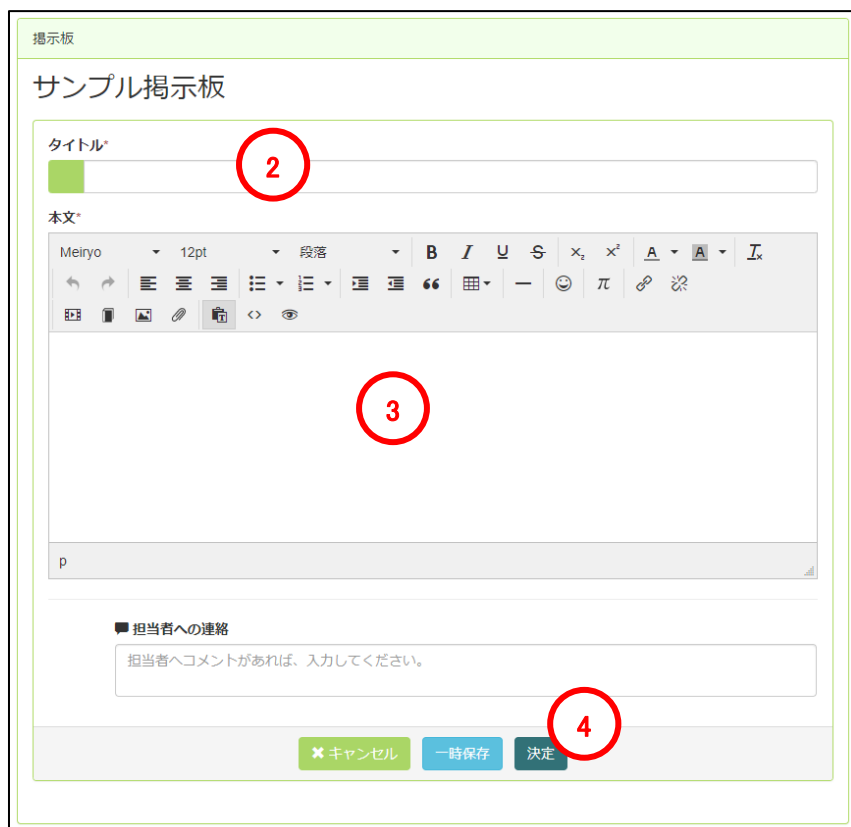 掲示板
サンプル掲示板
タイトル*
2
本文*
Meiryo 12pt 段落 B I U S x₂ x² A A Tx
π
3
p
担当者への連絡
担当者へコメントがあれば、入力してください。
4
キャンセル 一時保存 決定